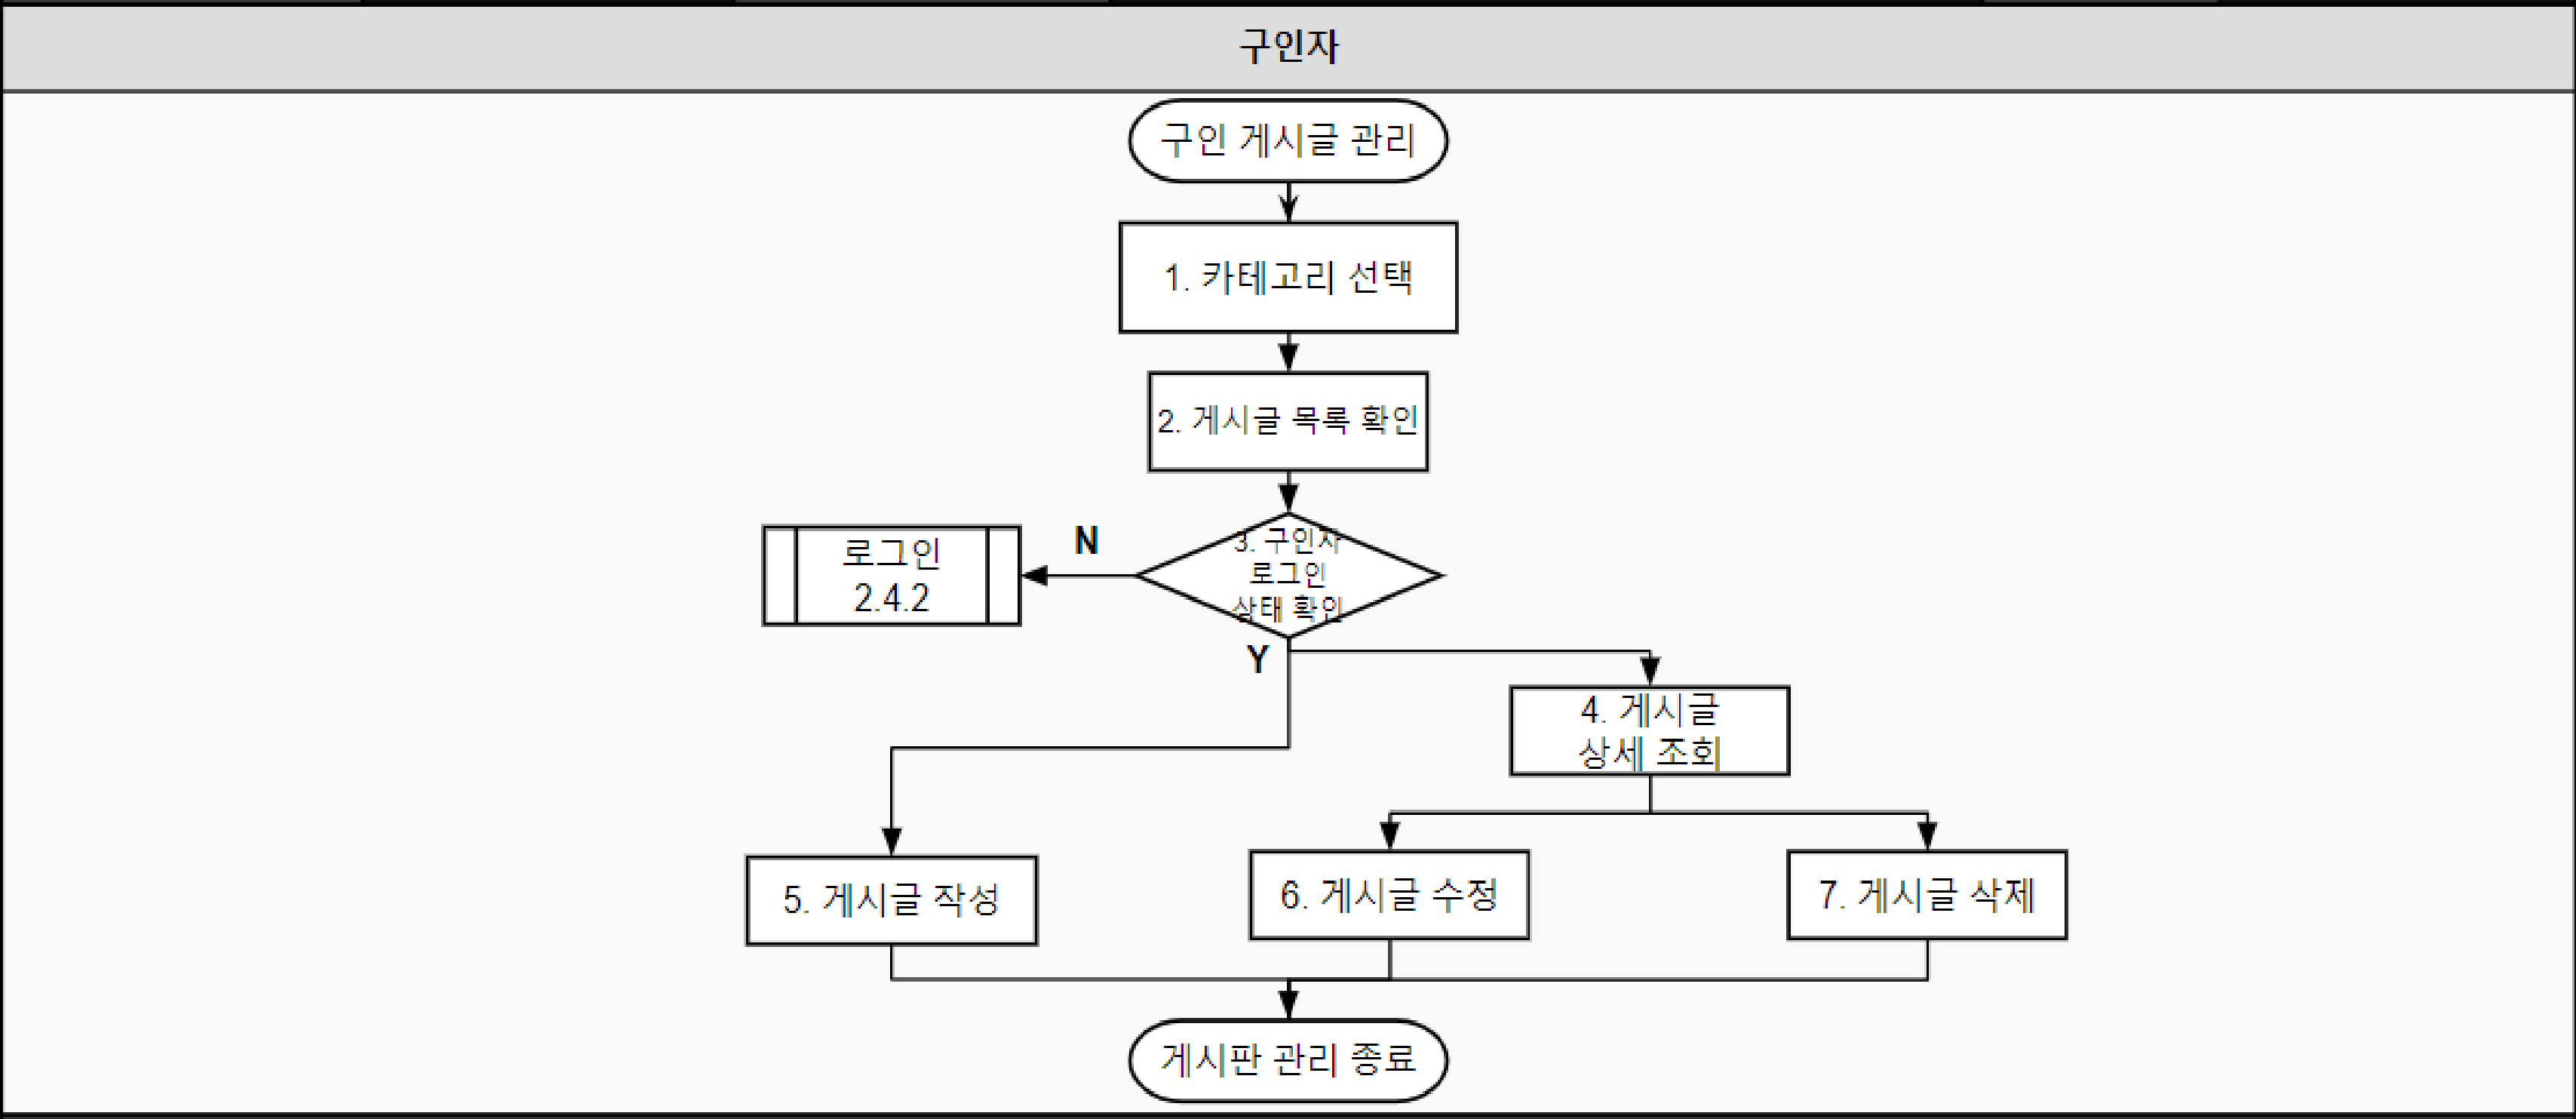 구인자
구인 게시글 관리
1. 카테고리 선택
2. 게시글 목록 확인
3. 구인자
로그인
상태 확인
N
로그인
2.4.2
Y
4. 게시글
상세 조회
5. 게시글 작성
6. 게시글 수정
7. 게시글 삭제
게시판 관리 종료